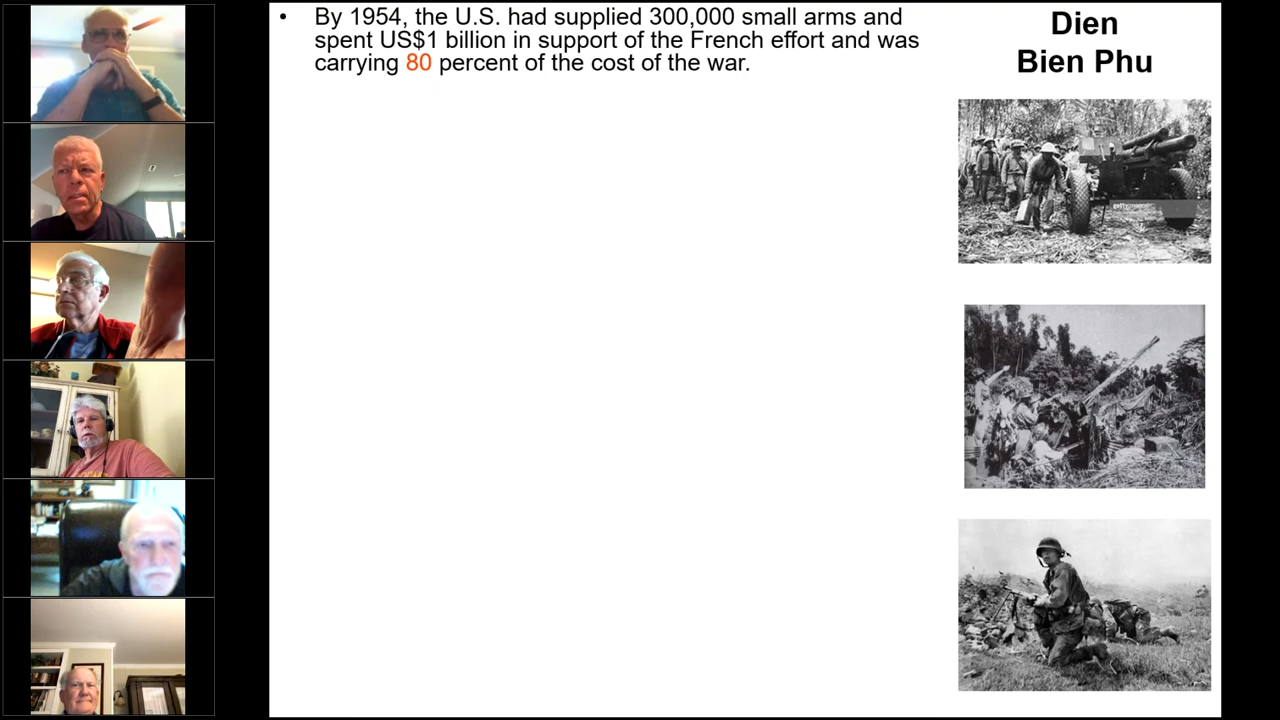 • By 1954, the U.S. had supplied 300,000 small arms and
spent US$1 billion in support of the French effort and was
carrying 80 percent of the cost of the war.
Dien
Bien Phu